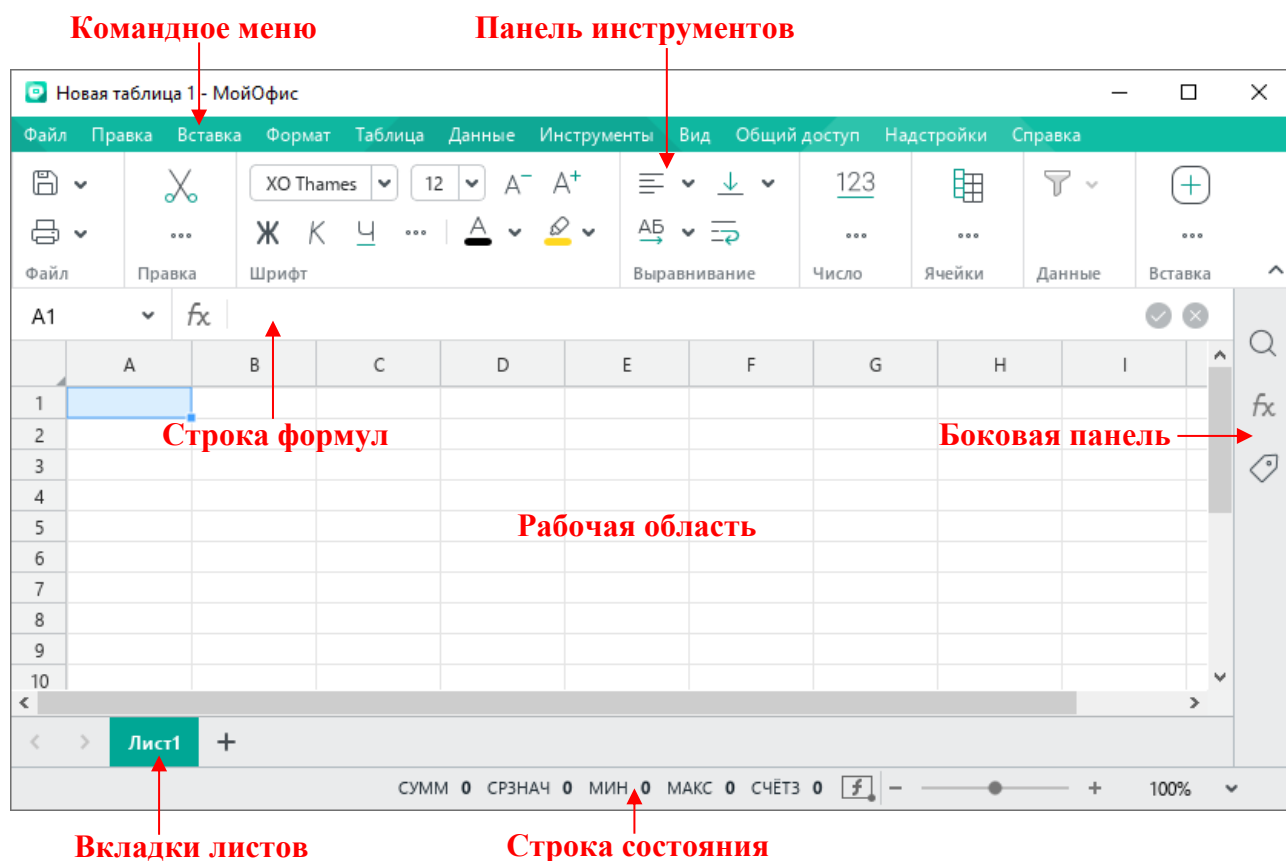 Командное меню Панель инструментов
Новая таблица 1 - МойОфис
Файл Правка Вставка Формат Таблица Данные Инструменты Вид Общий доступ Надстройки Справка
XO Thames 12 A− A+ 123
Ж К Ч ... А АБ ... ... ...
Файл Правка Шрифт Выравнивание Число Ячейки Данные Вставка
A1 fx
A B C D E F G H I
1
fx
2
Строка формул Боковая панель
3
4
5
Рабочая область
6
7
8
9
10
Лист1 +
СУММ 0 СРЗНАЧ 0 МИН 0 МАКС 0 СЧЁТЗ 0 f − + 100%
Вкладки листов Строка состояния